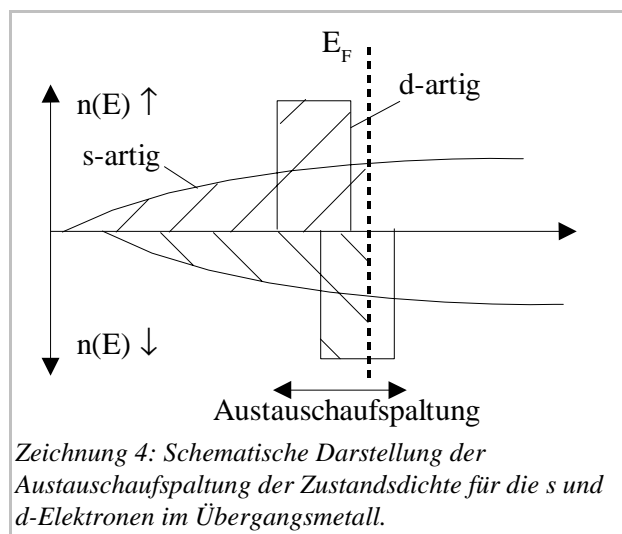 E_F
n(E) ↑
d-artig
s-artig
n(E) ↓
Austauschaufspaltung
Zeichnung 4: Schematische Darstellung der
Austauschaufspaltung der Zustandsdichte für die s und
d-Elektronen im Übergangsmetall.